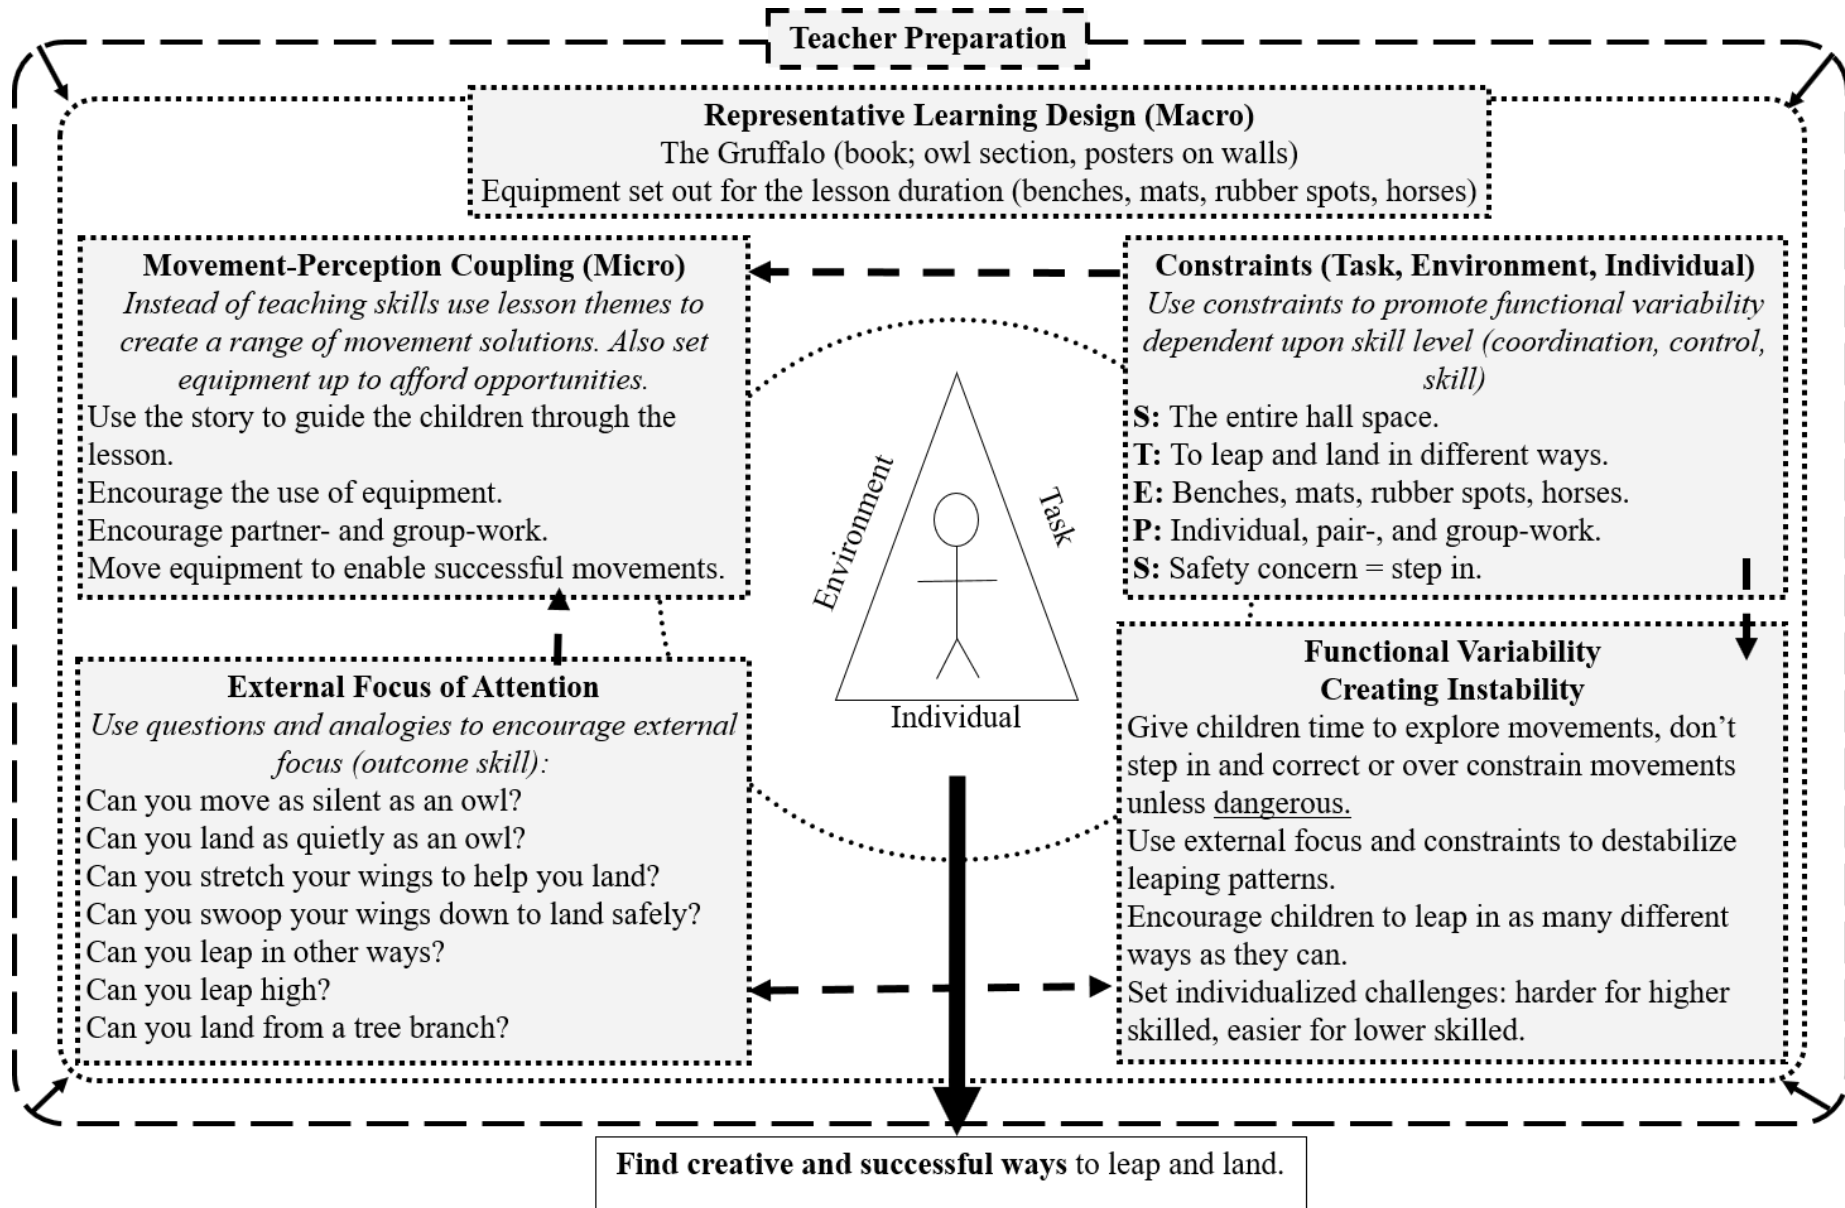 Teacher Preparation
Representative Learning Design (Macro)
The Gruffalo (book; owl section, posters on walls)
Equipment set out for the lesson duration (benches, mats, rubber spots, horses)
Movement-Perception Coupling (Micro)
Instead of teaching skills use lesson themes to
create a range of movement solutions. Also set
equipment up to afford opportunities.
Use the story to guide the children through the
lesson.
Encourage the use of equipment.
Encourage partner- and group-work.
Move equipment to enable successful movements.
Constraints (Task, Environment, Individual)
Use constraints to promote functional variability
dependent upon skill level (coordination, control,
skill)
S: The entire hall space.
T: To leap and land in different ways.
E: Benches, mats, rubber spots, horses.
P: Individual, pair-, and group-work.
S: Safety concern = step in.
Environment
Task
Individual
External Focus of Attention
Use questions and analogies to encourage external
focus (outcome skill):
Can you move as silent as an owl?
Can you land as quietly as an owl?
Can you stretch your wings to help you land?
Can you swoop your wings down to land safely?
Can you leap in other ways?
Can you leap high?
Can you land from a tree branch?
Functional Variability
Creating Instability
Give children time to explore movements, don’t
step in and correct or over constrain movements
unless dangerous.
Use external focus and constraints to destabilize
leaping patterns.
Encourage children to leap in as many different
ways as they can.
Set individualized challenges: harder for higher
skilled, easier for lower skilled.
Find creative and successful ways to leap and land.